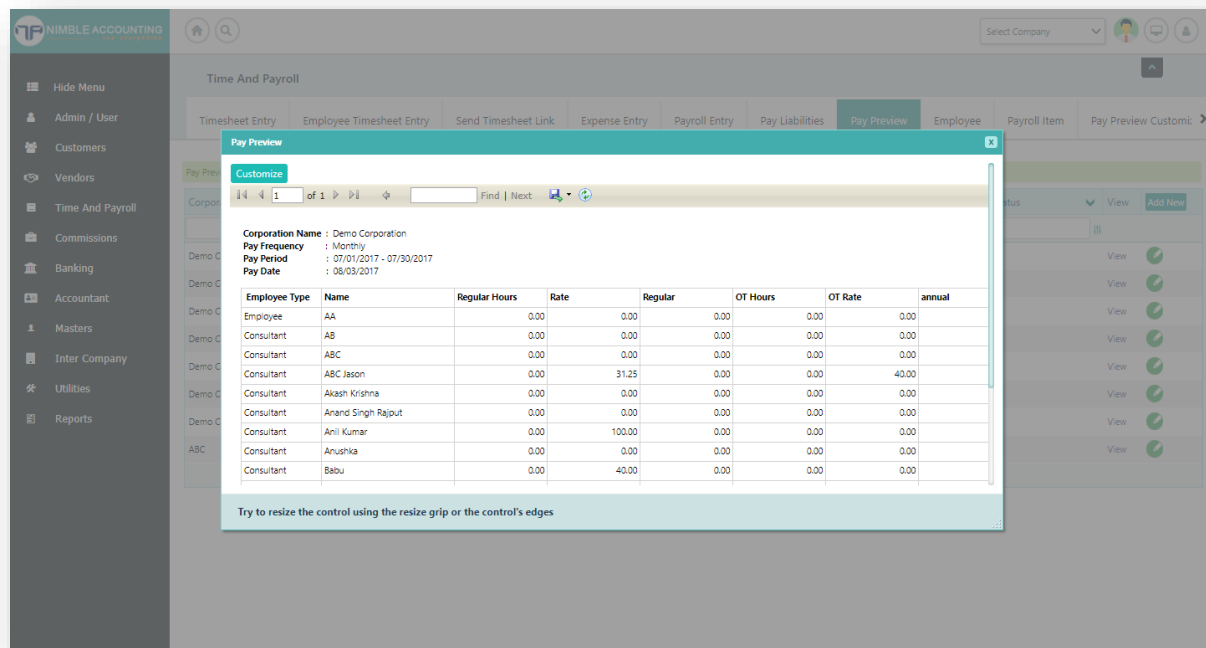 NIMBLE ACCOUNTING
Select Company
Hide Menu
Admin / User
Customers
Vendors
Time And Payroll
Commissions
Banking
Accountant
Masters
Inter Company
Utilities
Reports
Time And Payroll
Timesheet Entry Employee Timesheet Entry Send Timesheet Link Expense Entry Payroll Entry Pay Liabilities Pay Preview Employee Payroll Item Pay Preview Customiz
Pay Preview x
Customize
1 of 1 Find | Next
View Add New
Corporation Name : Demo Corporation
Pay Frequency : Monthly
Pay Period : 07/01/2017 - 07/30/2017
Pay Date : 08/03/2017
Employee Type Name Regular Hours Rate Regular OT Hours OT Rate annual
Employee AA 0.00 0.00 0.00 0.00 0.00
Consultant AB 0.00 0.00 0.00 0.00 0.00
Consultant ABC 0.00 0.00 0.00 0.00 0.00
Consultant ABC Jason 0.00 31.25 0.00 0.00 40.00
Consultant Akash Krishna 0.00 0.00 0.00 0.00 0.00
Consultant Anand Singh Rajput 0.00 0.00 0.00 0.00 0.00
Consultant Anil Kumar 0.00 100.00 0.00 0.00 0.00
Consultant Anushka 0.00 0.00 0.00 0.00 0.00
Consultant Babu 0.00 40.00 0.00 0.00 0.00
Demo C View
Demo C View
Demo C View
Demo C View
Demo C View
Demo C View
Demo C View
ABC View
Try to resize the control using the resize grip or the control's edges